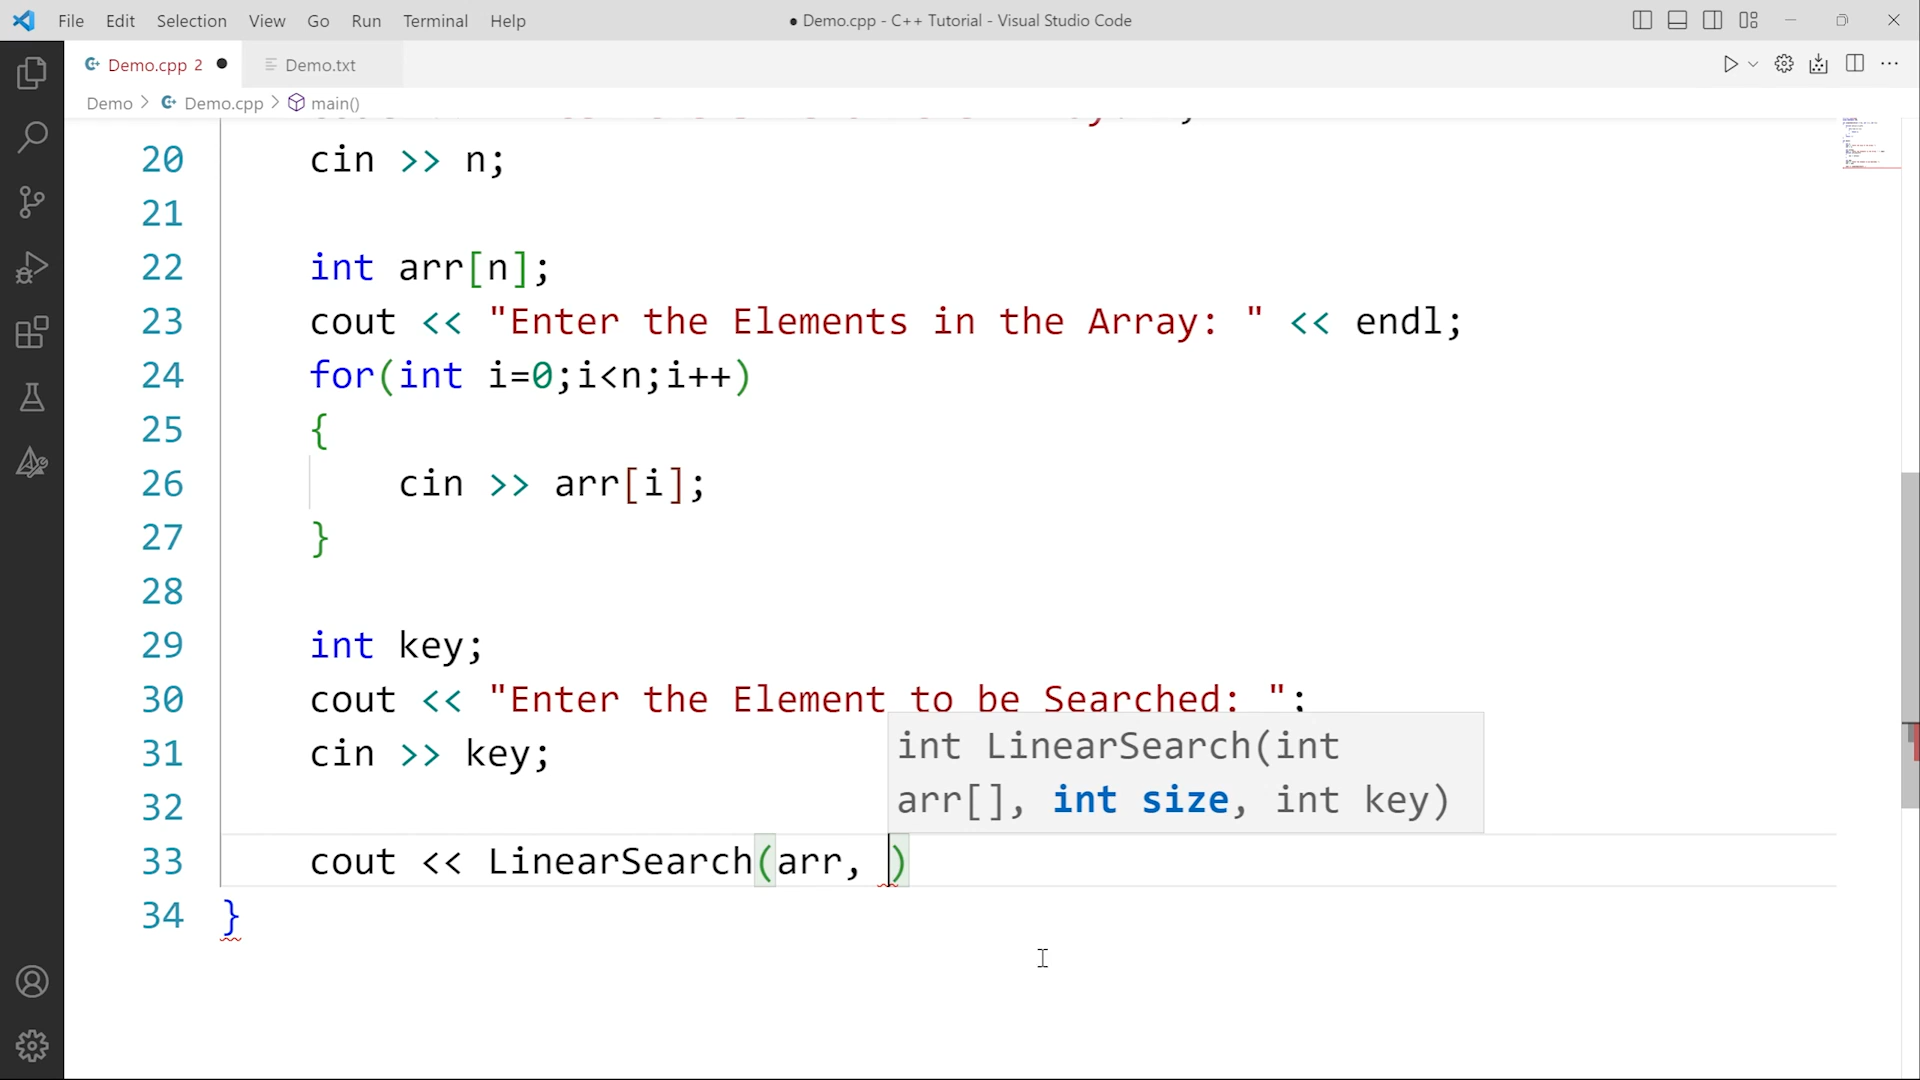 File Edit Selection View Go Run Terminal Help
● Demo.cpp - C++ Tutorial - Visual Studio Code
Demo.cpp 2 ●
Demo.txt
Demo > Demo.cpp > main()
20 cin >> n;
21
22 int arr[n];
23 cout << "Enter the Elements in the Array: " << endl;
24 for(int i=0;i<n;i++)
25 {
26 cin >> arr[i];
27 }
28
29 int key;
30 cout << "Enter the Element to be Searched: ";
31 cin >> key;
int LinearSearch(int
arr[], int size, int key)
32
33 cout << LinearSearch(arr, )
34 }